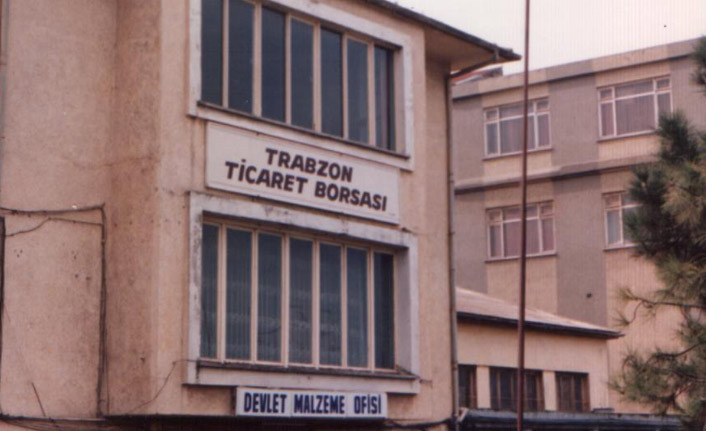 TRABZON
TİCARET BORSASI
DEVLET MALZEME OFİSİ